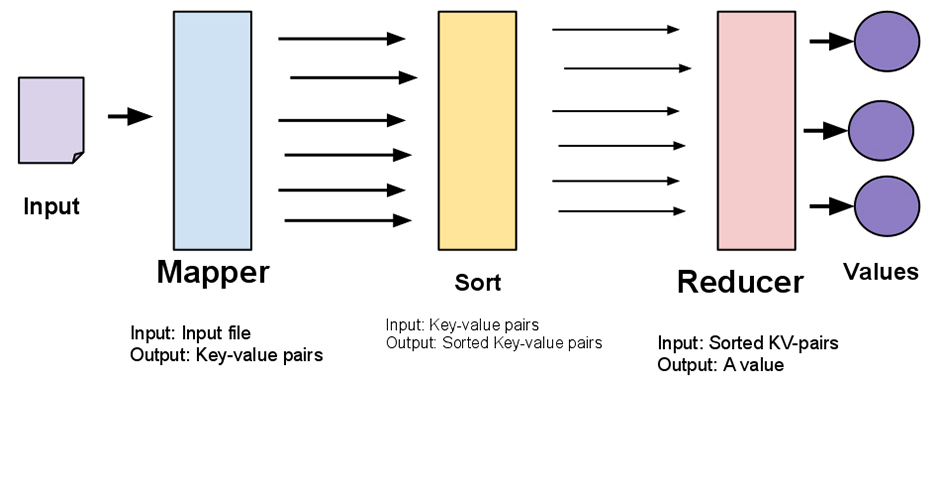 Input
Mapper
Input: Input file
Output: Key-value pairs
Sort
Input: Key-value pairs
Output: Sorted Key-value pairs
Reducer
Input: Sorted KV-pairs
Output: A value
Values